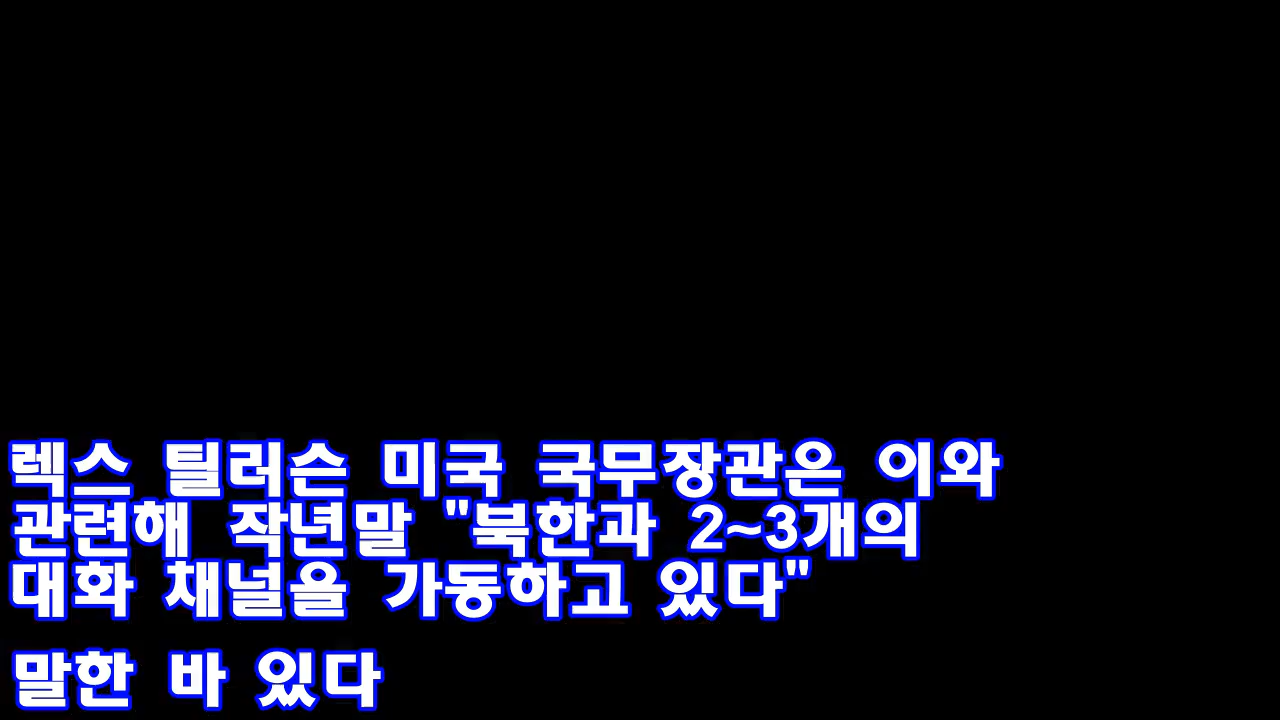 렉스 틸러슨 미국 국무장관은 이와
관련해 작년말 "북한과 2~3개의
대화 채널을 가동하고 있다"
말한 바 있다